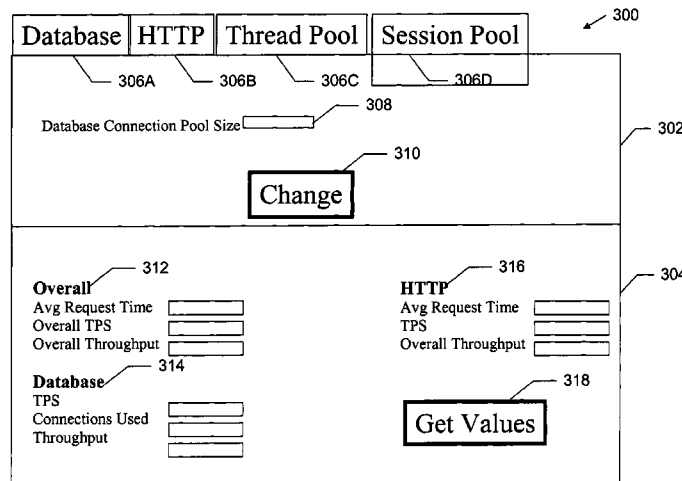 300
Database HTTP Thread Pool Session Pool
306A 306B 306C 306D
308
Database Connection Pool Size
302
310
Change
312 316
304
Overall HTTP
Avg Request Time Avg Request Time
Overall TPS TPS
Overall Throughput Overall Throughput
314
Database
318
TPS
Connections Used
Throughput
Get Values